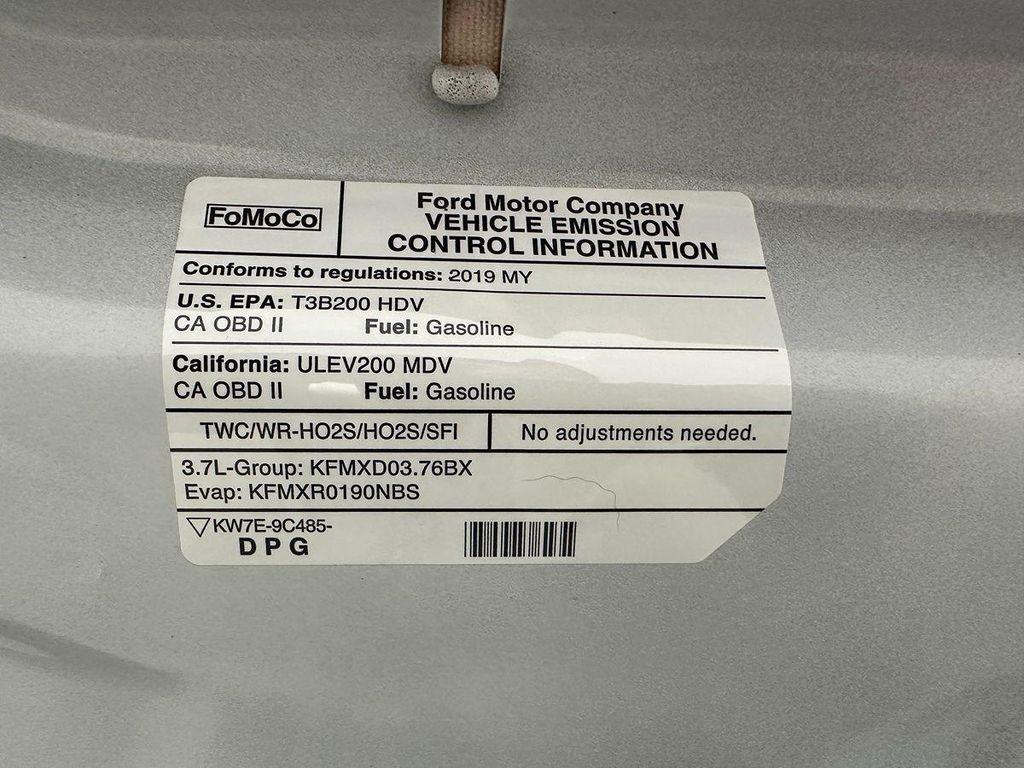 FoMoCo
Ford Motor Company
VEHICLE EMISSION
CONTROL INFORMATION
Conforms to regulations: 2019 MY
U.S. EPA: T3B200 HDV
CA OBD II Fuel: Gasoline
California: ULEV200 MDV
CA OBD II Fuel: Gasoline
TWC/WR-HO2S/HO2S/SFI
No adjustments needed.
3.7L-Group: KFMXD03.76BX
Evap: KFMXR0190NBS
KW7E-9C485-
D P G